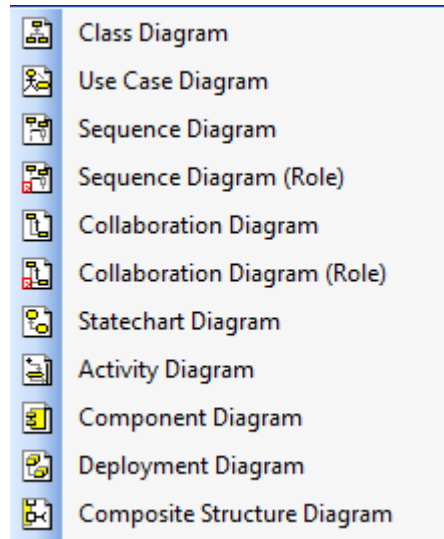 Class Diagram
Use Case Diagram
Sequence Diagram
Sequence Diagram (Role)
Collaboration Diagram
Collaboration Diagram (Role)
Statechart Diagram
Activity Diagram
Component Diagram
Deployment Diagram
Composite Structure Diagram